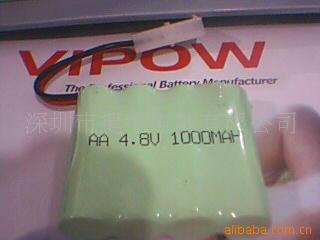 VIPOW
The Professional Battery Manufacturer
深圳市 公司
AA 4.8V 1000MAH
alibaba.com.cn